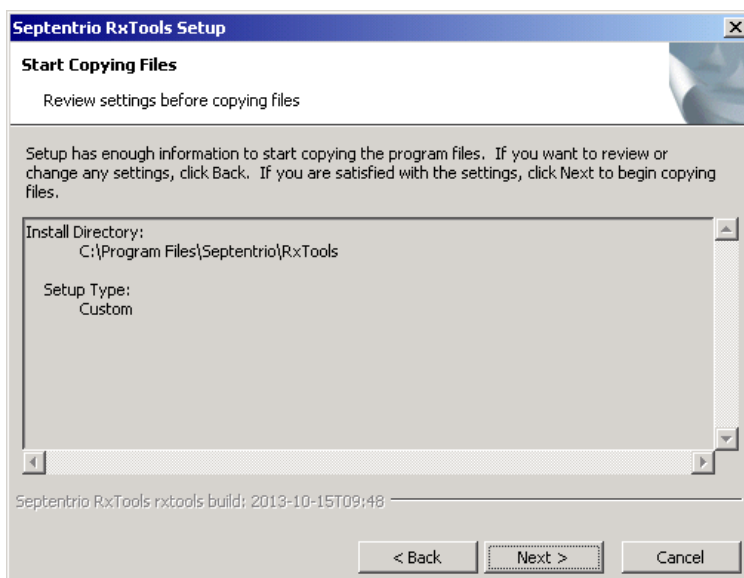 Septentrio RxTools Setup
Start Copying Files
Review settings before copying files
Setup has enough information to start copying the program files.  If you want to review or
change any settings, click Back.  If you are satisfied with the settings, click Next to begin copying
files.
Install Directory:
C:\Program Files\Septentrio\RxTools
Setup Type:
Custom
Septentrio RxTools rxtools build: 2013-10-15T09:48
< Back
Next >
Cancel